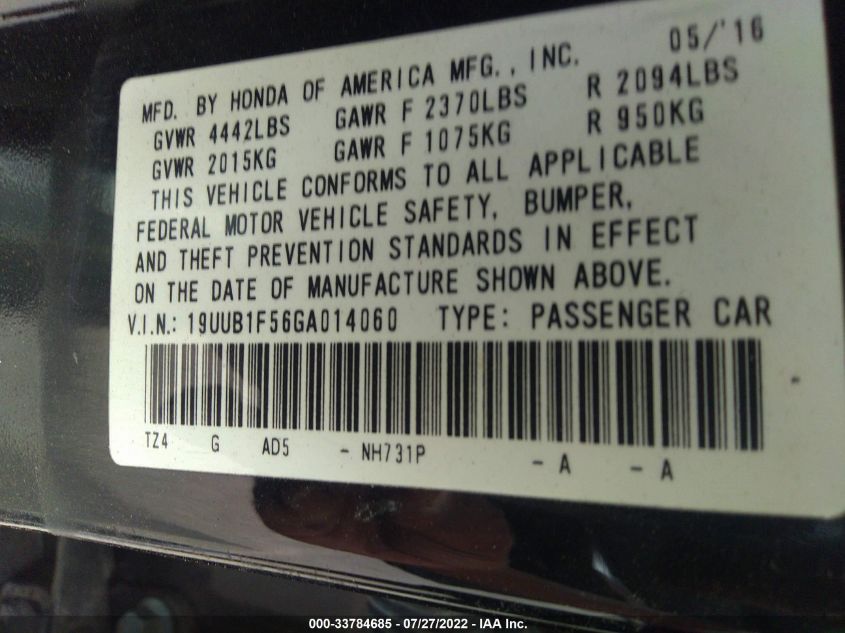 05/'16
MFD. BY HONDA OF AMERICA MFG., INC.
GVWR 4442LBS GAWR F 2370LBS R 2094LBS
GVWR 2015KG GAWR F 1075KG R 950KG
THIS VEHICLE CONFORMS TO ALL APPLICABLE
FEDERAL MOTOR VEHICLE SAFETY, BUMPER,
AND THEFT PREVENTION STANDARDS IN EFFECT
ON THE DATE OF MANUFACTURE SHOWN ABOVE.
V.I.N.: 19UUB1F56GA014060 TYPE: PASSENGER CAR
TZ4 G AD5 - NH731P - A - A
000-33784685 - 07/27/2022 - IAA Inc.